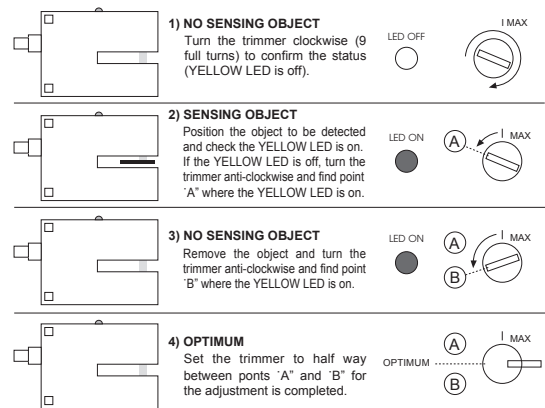 1) NO SENSING OBJECT
Turn the trimmer clockwise (9
full turns) to confirm the status
(YELLOW LED is off).
LED OFF
I MAX
2) SENSING OBJECT
Position the object to be detected
and check the YELLOW LED is on.
If the YELLOW LED is off, turn the
trimmer anti-clockwise and find point
˙A” where the YELLOW LED is on.
LED ON
A
I MAX
3) NO SENSING OBJECT
Remove the object and turn the
trimmer anti-clockwise and find point
˙B” where the YELLOW LED is on.
LED ON
A
B
I MAX
4) OPTIMUM
Set the trimmer to half way
between ponts ˙A” and ˙B” for
the adjustment is completed.
OPTIMUM
A
B
I MAX